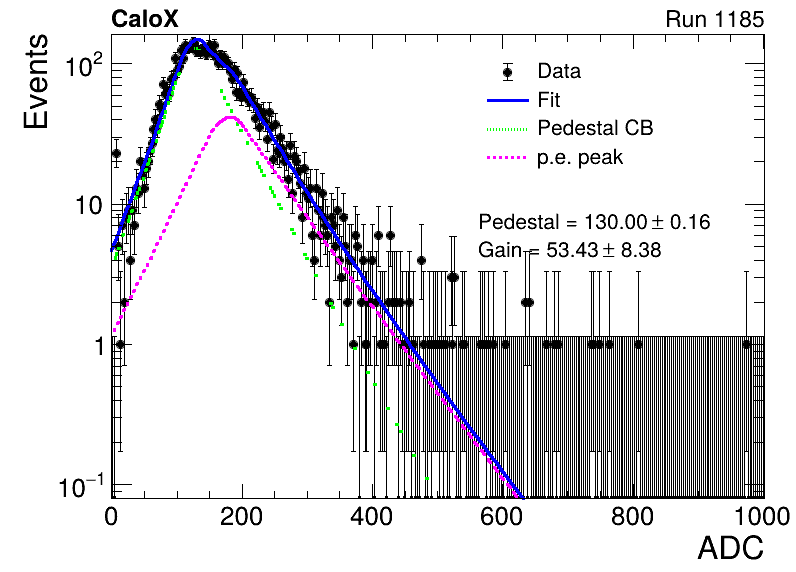 CaloX Run 1185
Events
10²
10
1
10⁻¹
Data
Fit
Pedestal CB
p.e. peak
Pedestal = 130.00 ± 0.16
Gain = 53.43 ± 8.38
0 200 400 600 800 1000
ADC